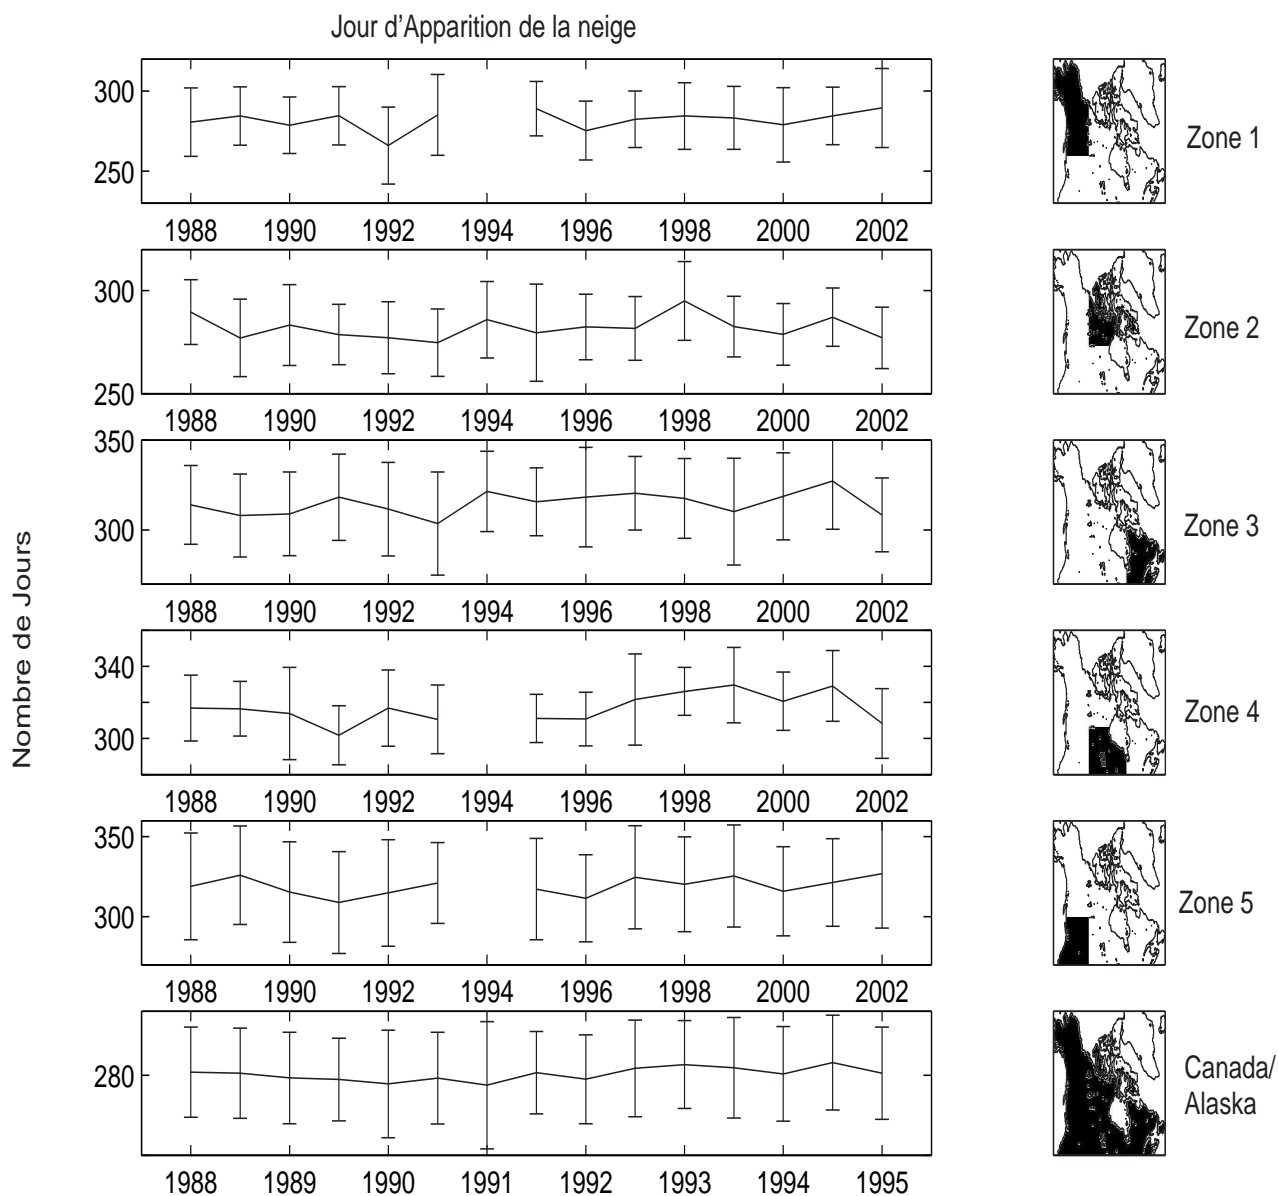 Jour d'Apparition de la neige
300
250
1988 1990 1992 1994 1996 1998 2000 2002
Zone 1
300
250
1988 1990 1992 1994 1996 1998 2000 2002
Zone 2
350
300
1988 1990 1992 1994 1996 1998 2000 2002
Zone 3
Nombre de Jours
340
300
1988 1990 1992 1994 1996 1998 2000 2002
Zone 4
350
300
1988 1990 1992 1994 1996 1998 2000 2002
Zone 5
280
1988 1989 1990 1991 1992 1993 1994 1995
Canada/
Alaska